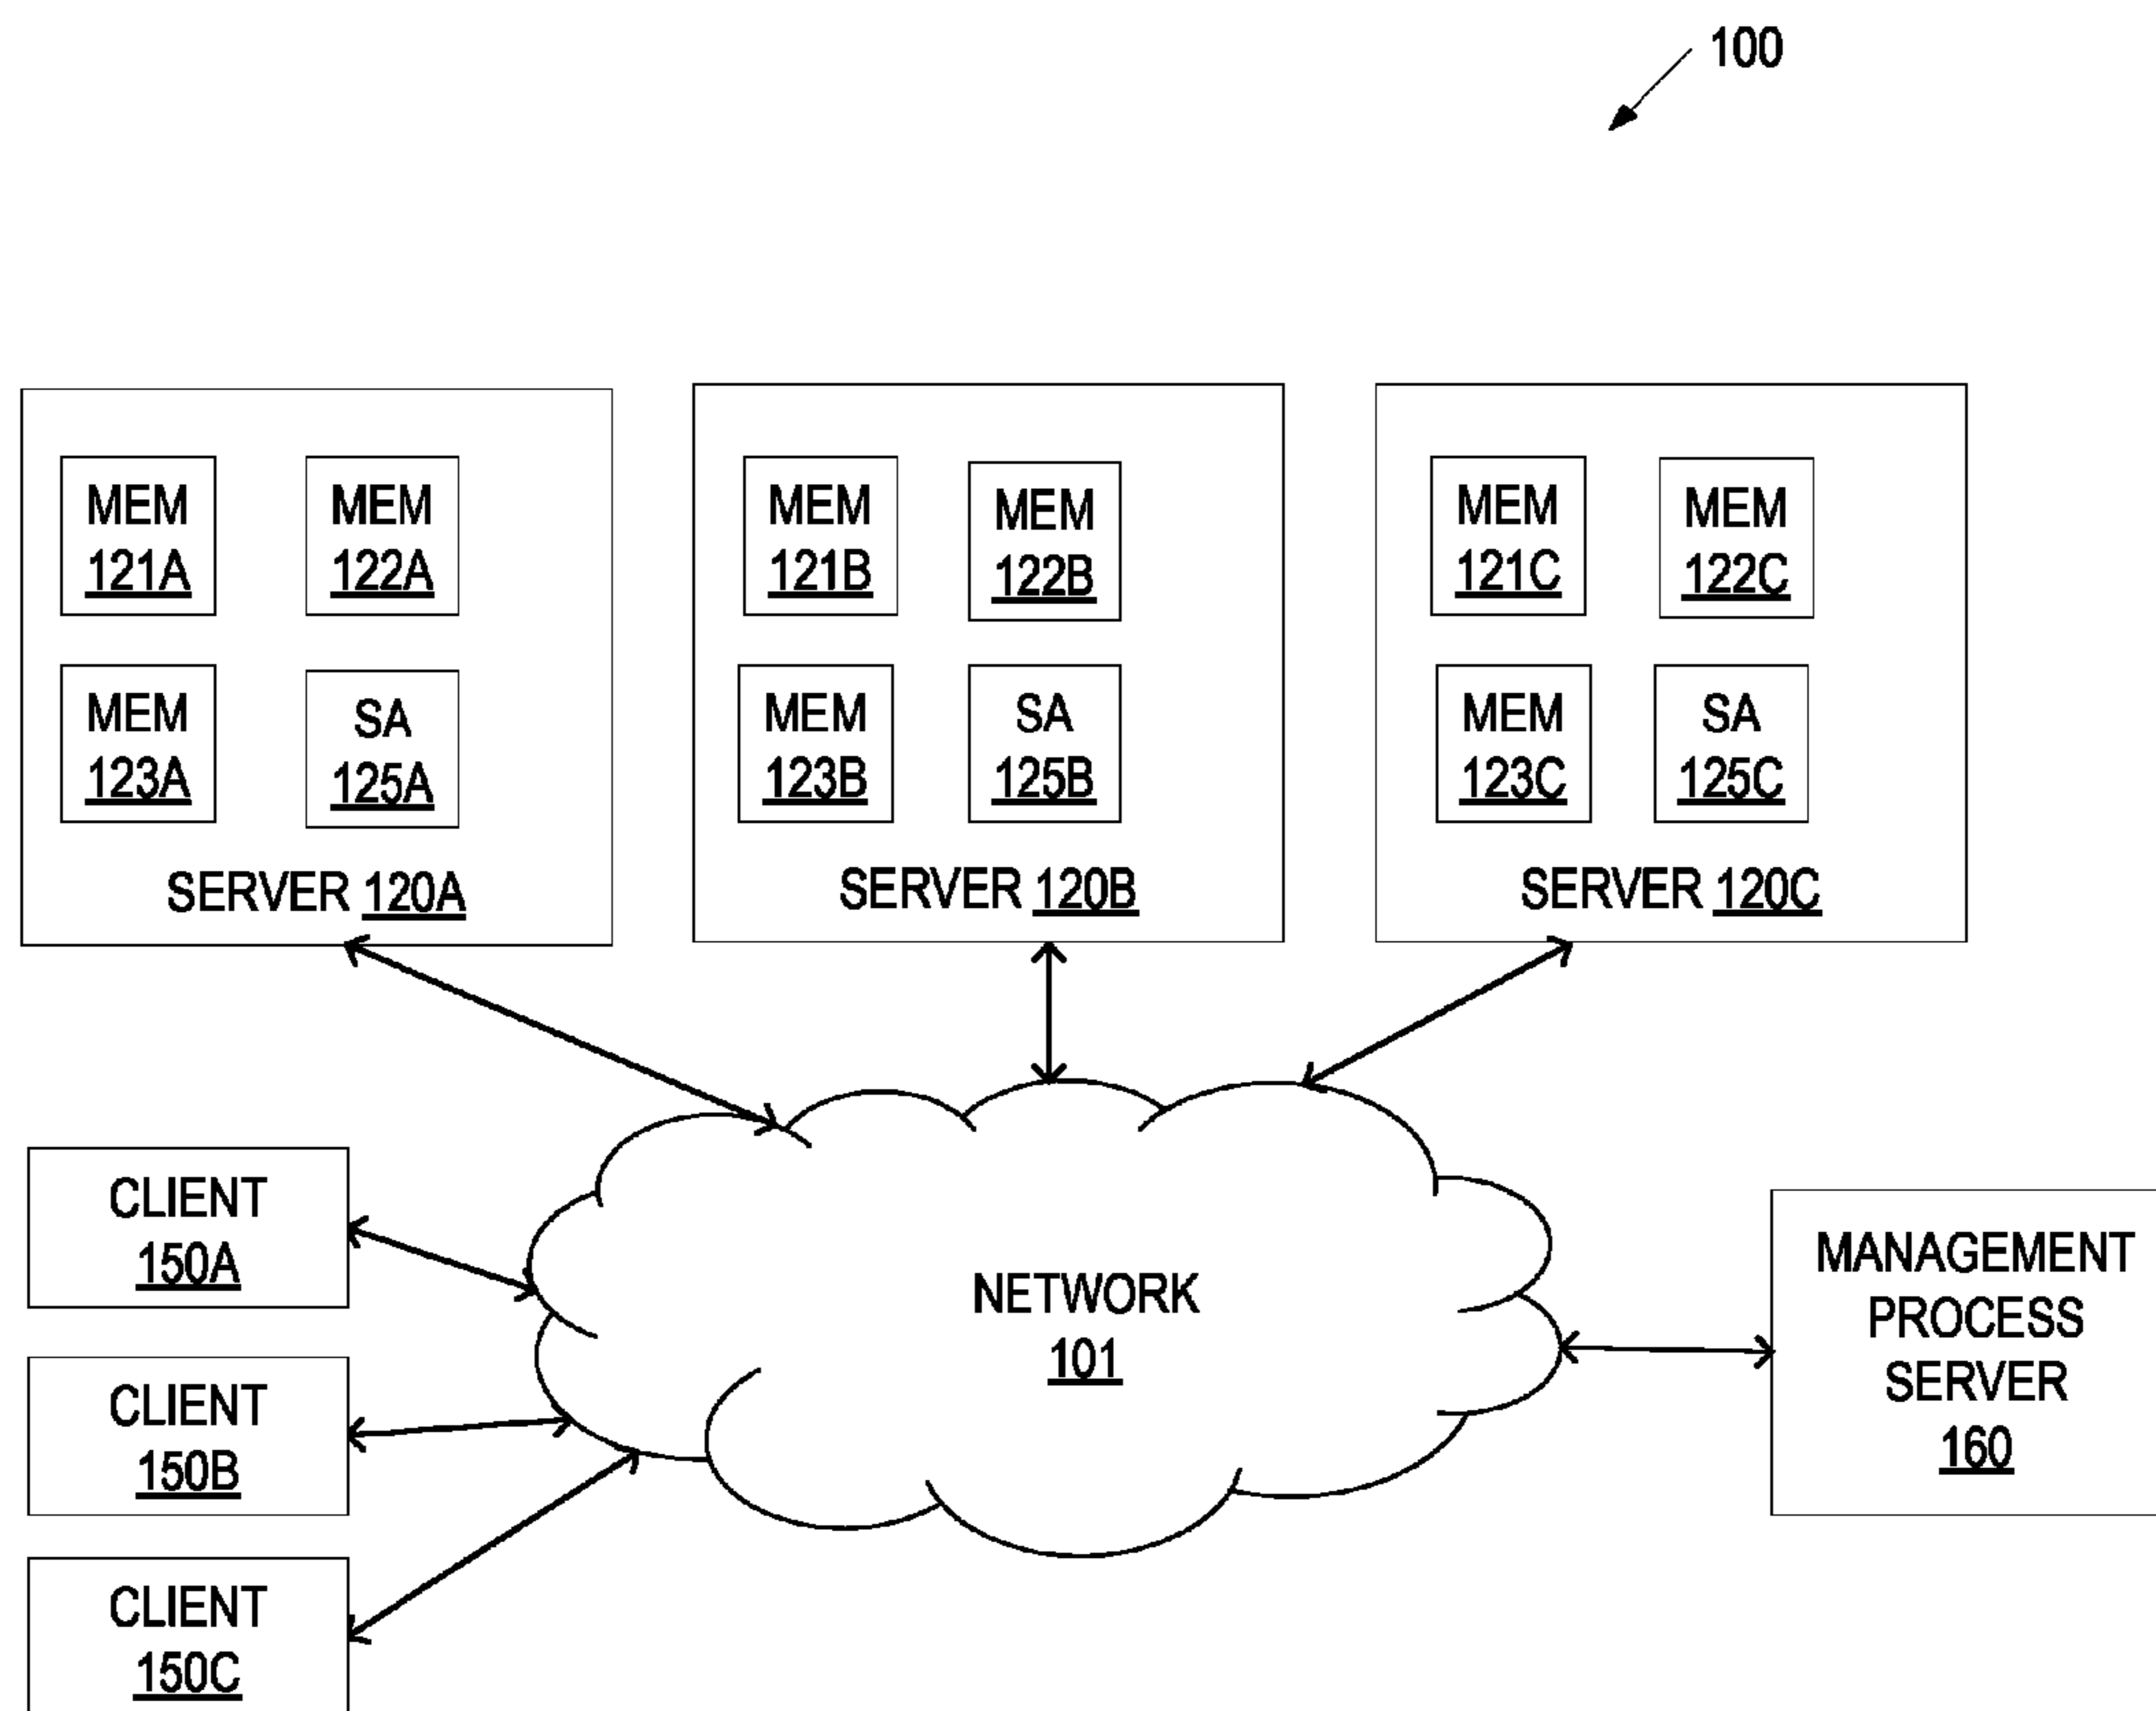 100
MEM
121A
MEM
122A
MEM
123A
SA
125A
SERVER 120A
MEM
121B
MEM
122B
MEM
123B
SA
125B
SERVER 120B
MEM
121C
MEM
122C
MEM
123C
SA
125C
SERVER 120C
CLIENT
150A
CLIENT
150B
CLIENT
150C
NETWORK
101
MANAGEMENT
PROCESS
SERVER
160